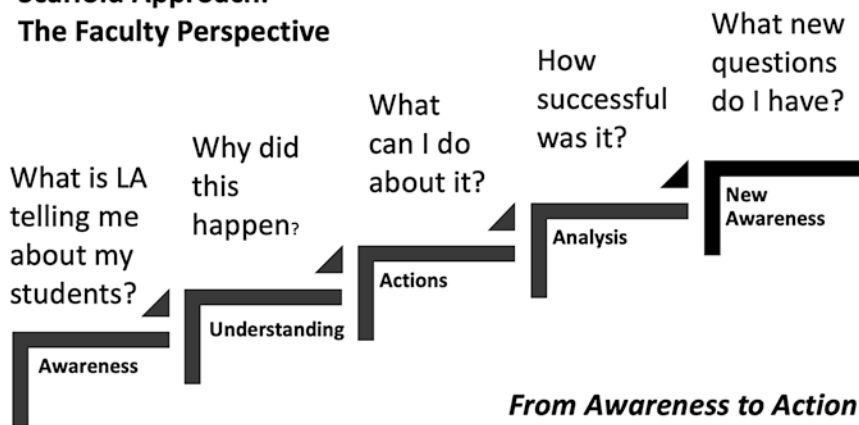 Scaffold Approach:
The Faculty Perspective
What is LA
telling me
about my
students?
Awareness
Why did
this
happen?
Understanding
What
can I do
about it?
Actions
How
successful
was it?
Analysis
What new
questions
do I have?
New
Awareness
From Awareness to Action